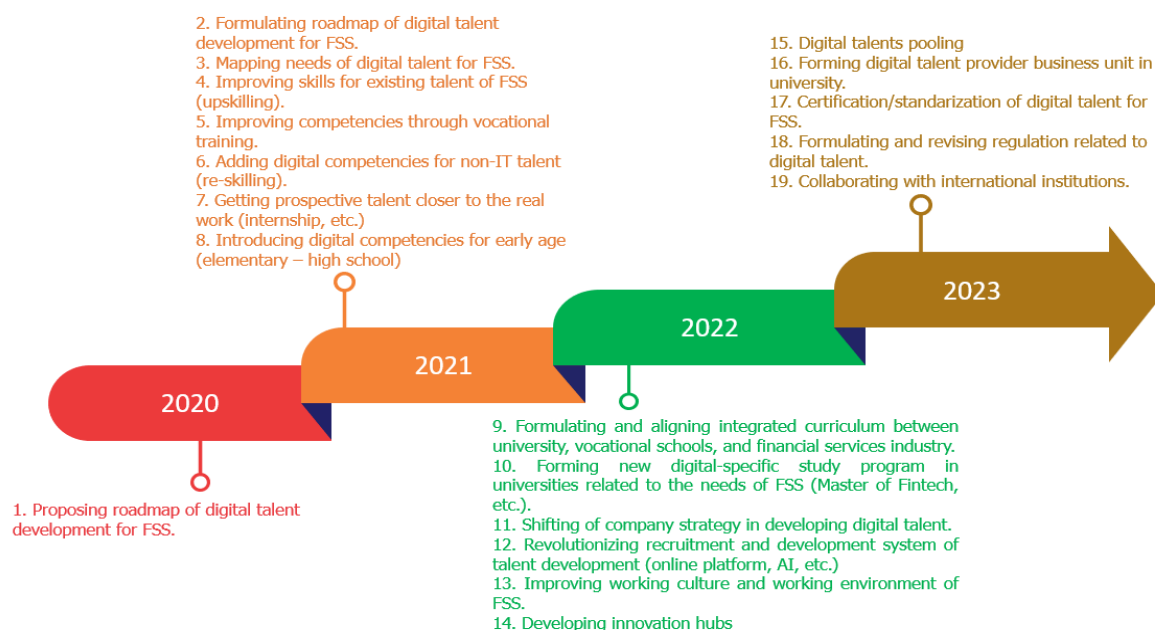 2. Formulating roadmap of digital talent
development for FSS.
3. Mapping needs of digital talent for FSS.
4. Improving skills for existing talent of FSS
(upskilling).
5. Improving competencies through vocational
training.
6. Adding digital competencies for non-IT talent
(re-skilling).
7. Getting prospective talent closer to the real
work (internship, etc.)
8. Introducing digital competencies for early age
(elementary – high school)
15. Digital talents pooling
16. Forming digital talent provider business unit in
university.
17. Certification/standarization of digital talent for
FSS.
18. Formulating and revising regulation related to
digital talent.
19. Collaborating with international institutions.
2020
2021
2022
2023
1. Proposing roadmap of digital talent
development for FSS.
9. Formulating and aligning integrated curriculum between
university, vocational schools, and financial services industry.
10. Forming new digital-specific study program in
universities related to the needs of FSS (Master of Fintech,
etc.).
11. Shifting of company strategy in developing digital talent.
12. Revolutionizing recruitment and development system of
talent development (online platform, AI, etc.)
13. Improving working culture and working environment of
FSS.
14. Developing innovation hubs